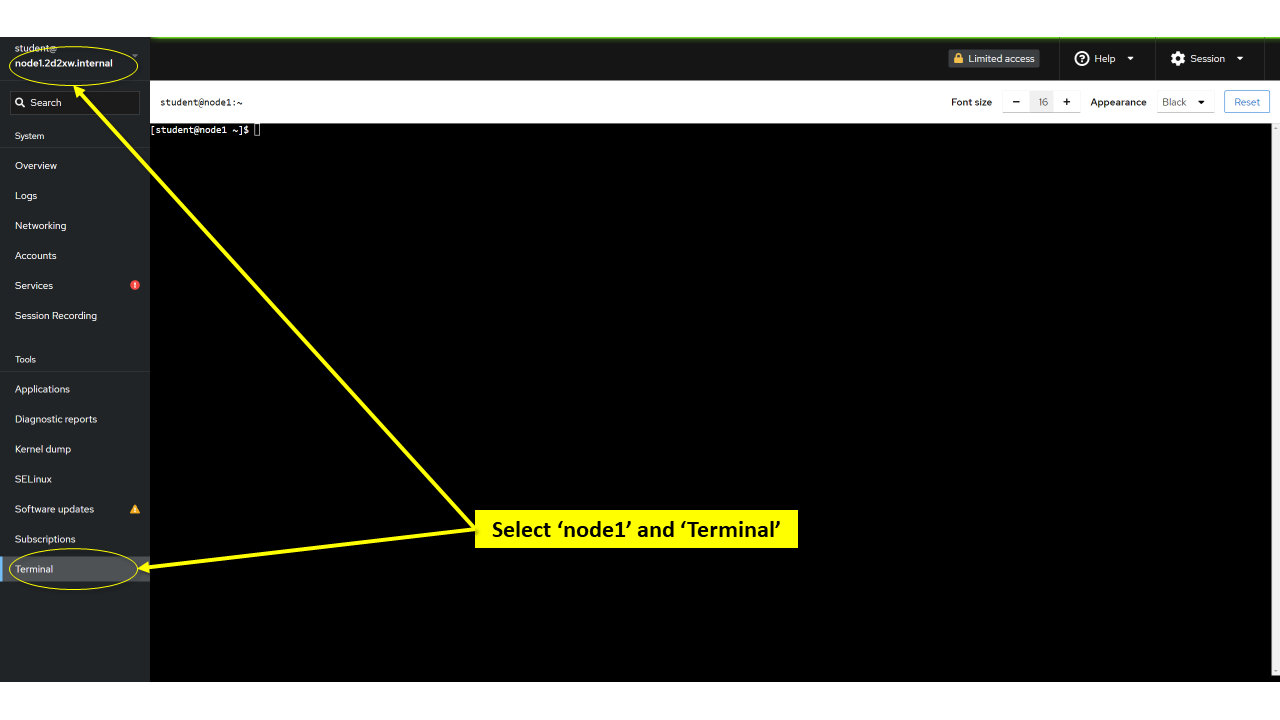 student@
node1.2d2xw.internal
Limited access
Help
Session
Search
student@node1:~
Font size
16
Appearance
Black
Reset
System
[student@node1 ~]$
Overview
Logs
Networking
Accounts
Services
Session Recording
Tools
Applications
Diagnostic reports
Kernel dump
SELinux
Software updates
Subscriptions
Terminal
Select ‘node1’ and ‘Terminal’